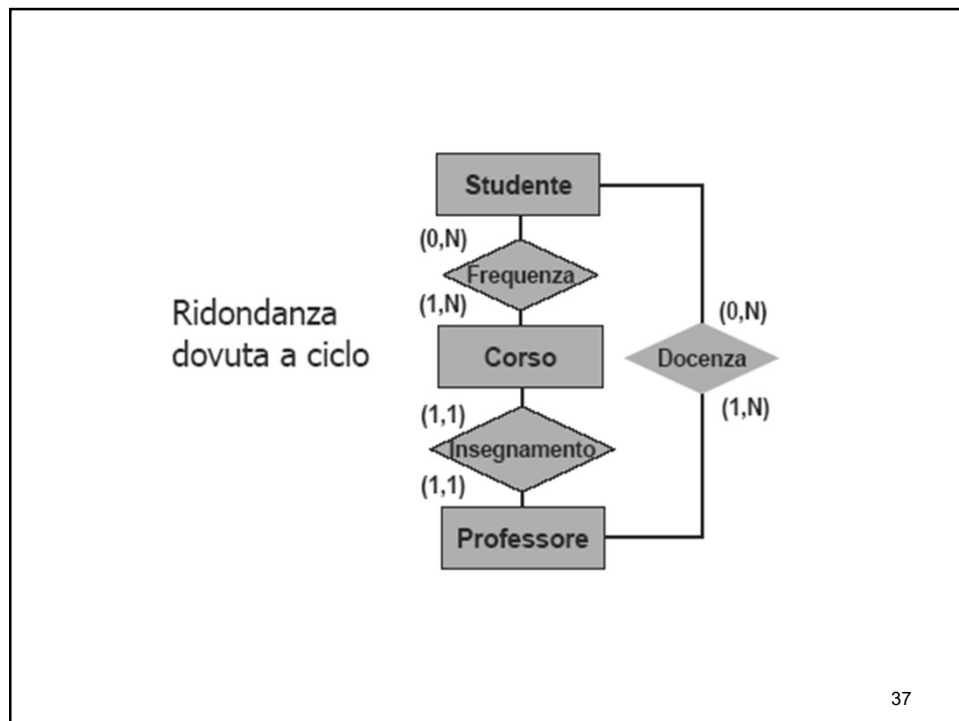 Ridondanza
dovuta a ciclo
Studente
(0,N)
Frequenza
(1,N)
Corso
(1,1)
Insegnamento
(1,1)
Professore
(0,N)
Docenza
(1,N)
37